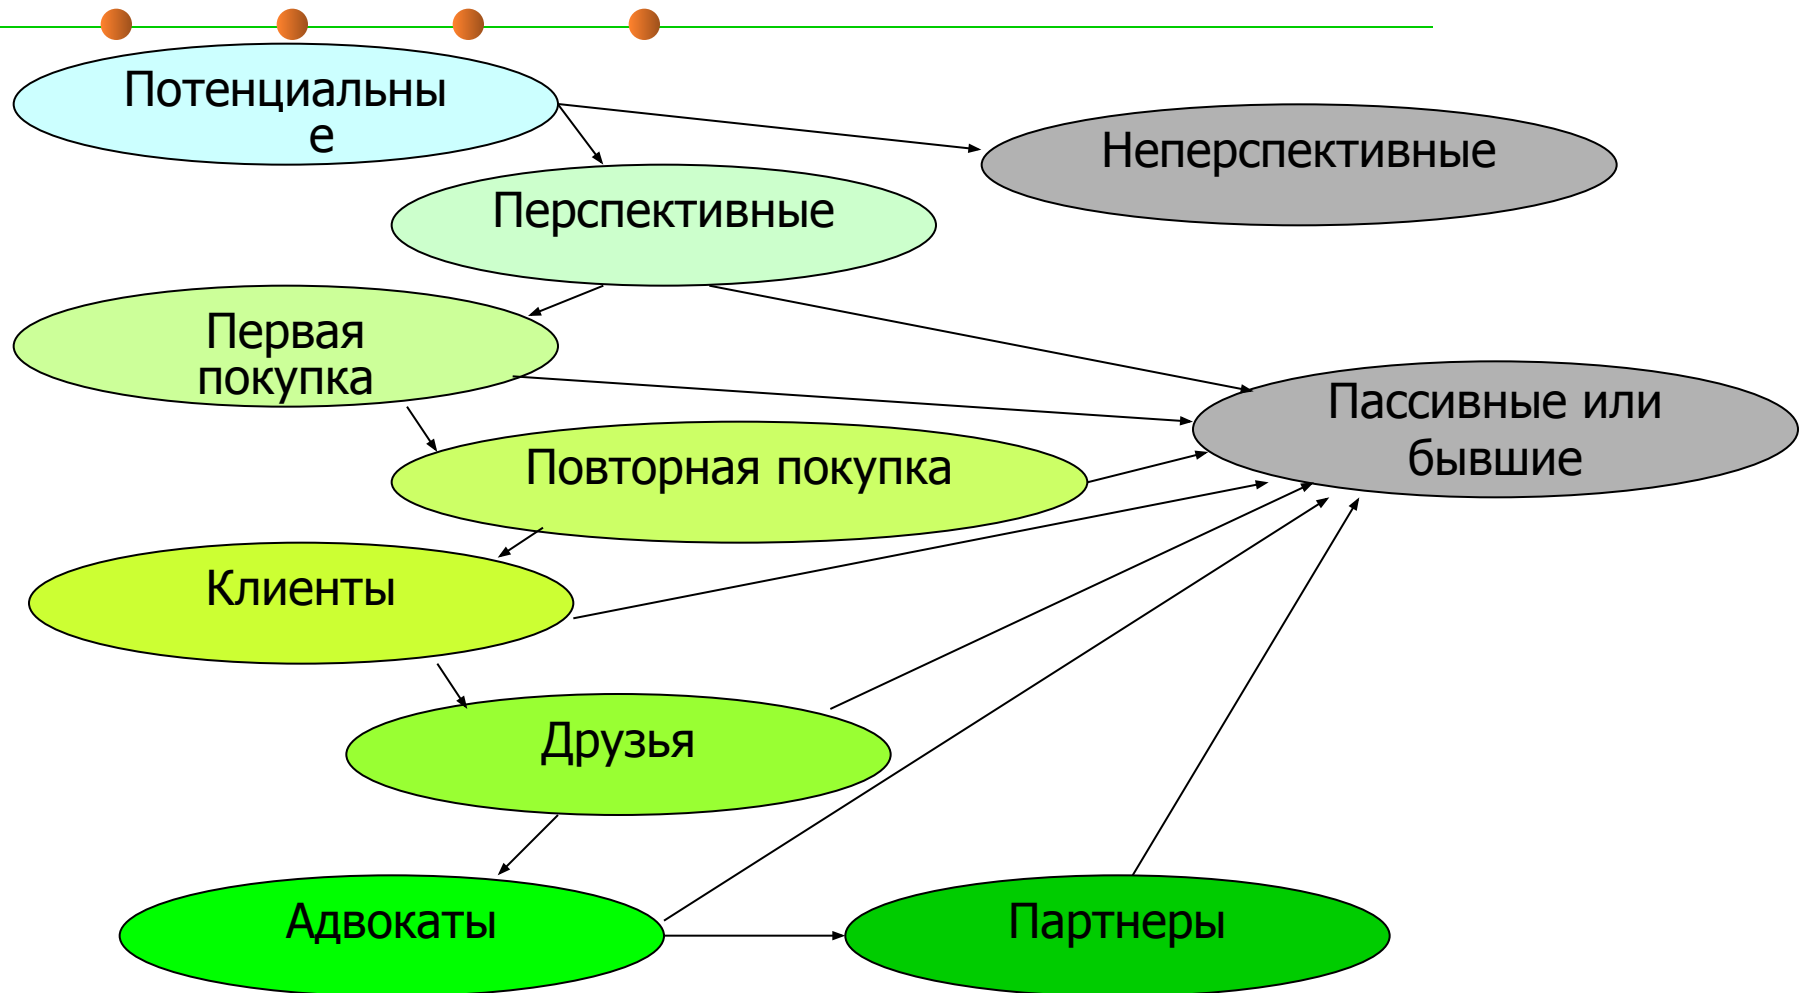 Потенциальны
е
Неперспективные
Перспективные
Первая
покупка
Пассивные или
бывшие
Повторная покупка
Клиенты
Друзья
Адвокаты
Партнеры